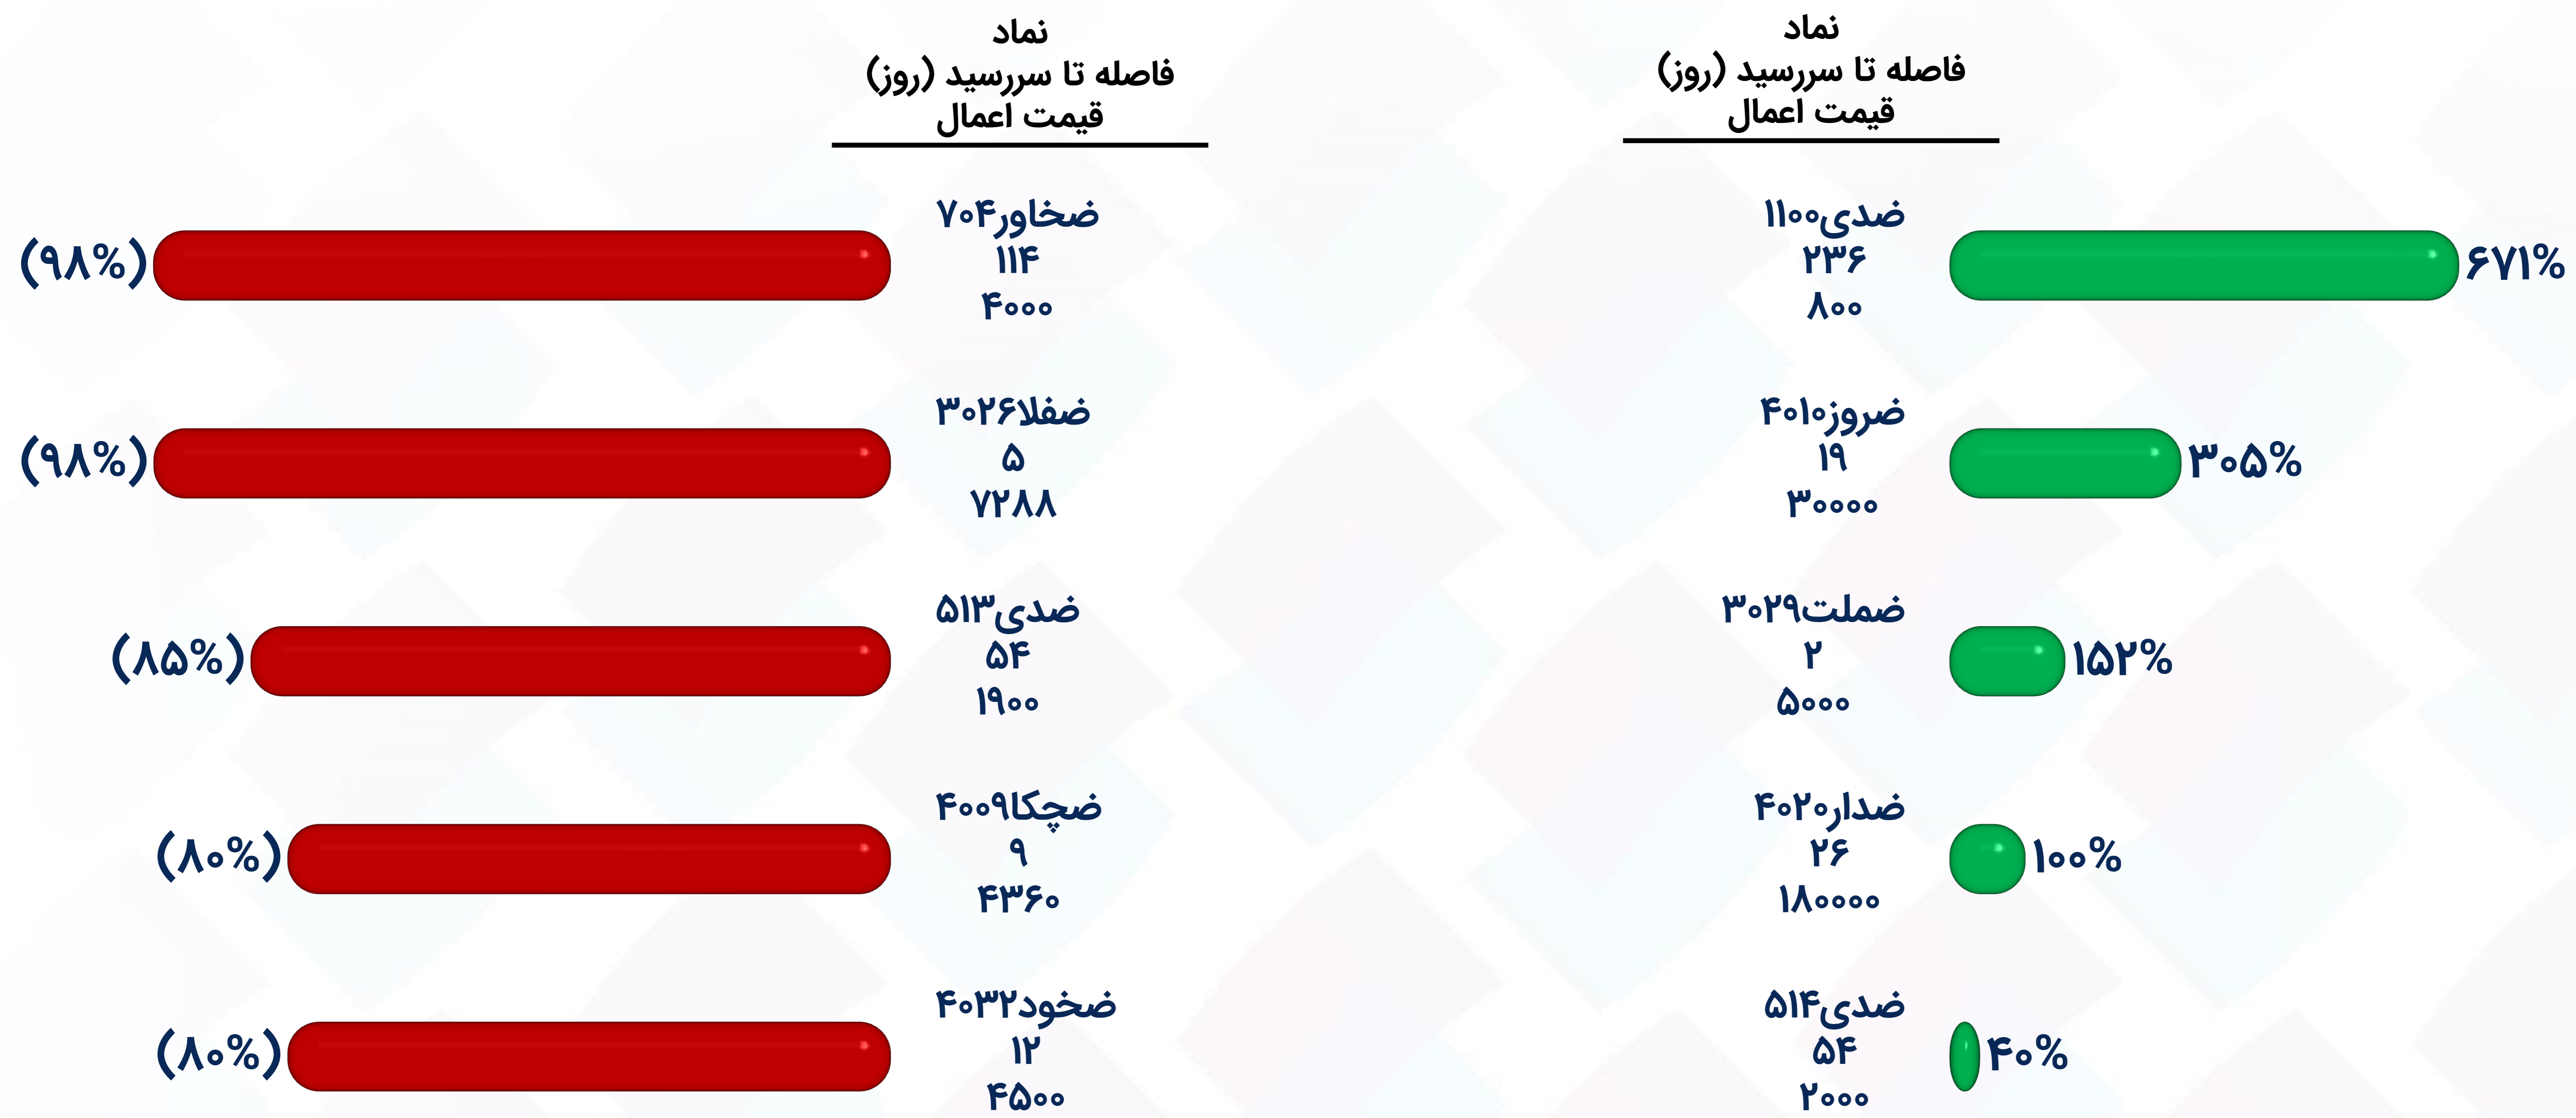 نماد
فاصله تا سررسید (روز)
قیمت اعمال
ضدی۱۱۰۰
۲۳۶
۸۰۰
۶۷۱%
ضروز۴۰۱۰
۱۹
۳۰۰۰۰
۳۰۵%
ضملت۳۰۲۹
۲
۵۰۰۰
۱۵۲%
ضدار۴۰۲۰
۲۶
۱۸۰۰۰۰
۱۰۰%
ضدی۵۱۴
۵۴
۲۰۰۰
۴۰%
نماد
فاصله تا سررسید (روز)
قیمت اعمال
ضخاور۷۰۴
۱۱۴
۴۰۰۰
(۹۸%)
ضفلا۳۰۲۶
۵
۷۲۸۸
(۹۸%)
ضدی۵۱۳
۵۴
۱۹۰۰
(۸۵%)
ضچکا۴۰۰۹
۹
۴۳۶۰
(۸۰%)
ضخود۴۰۳۲
۱۲
۴۵۰۰
(۸۰%)